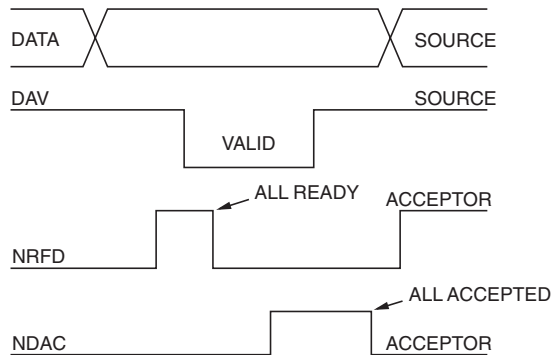 DATA SOURCE
DAV SOURCE
VALID
ALL READY
ACCEPTOR
NRFD
ALL ACCEPTED
NDAC ACCEPTOR